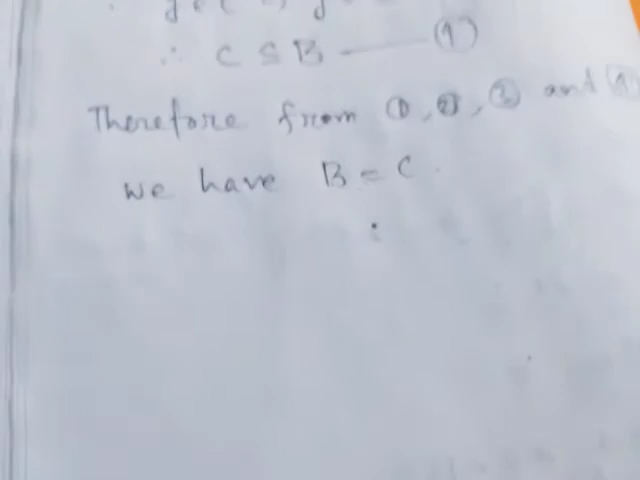 ∴ C ⊆ B —— (4)
Therefore from ①, ②, ③ and ④
we have B = C.